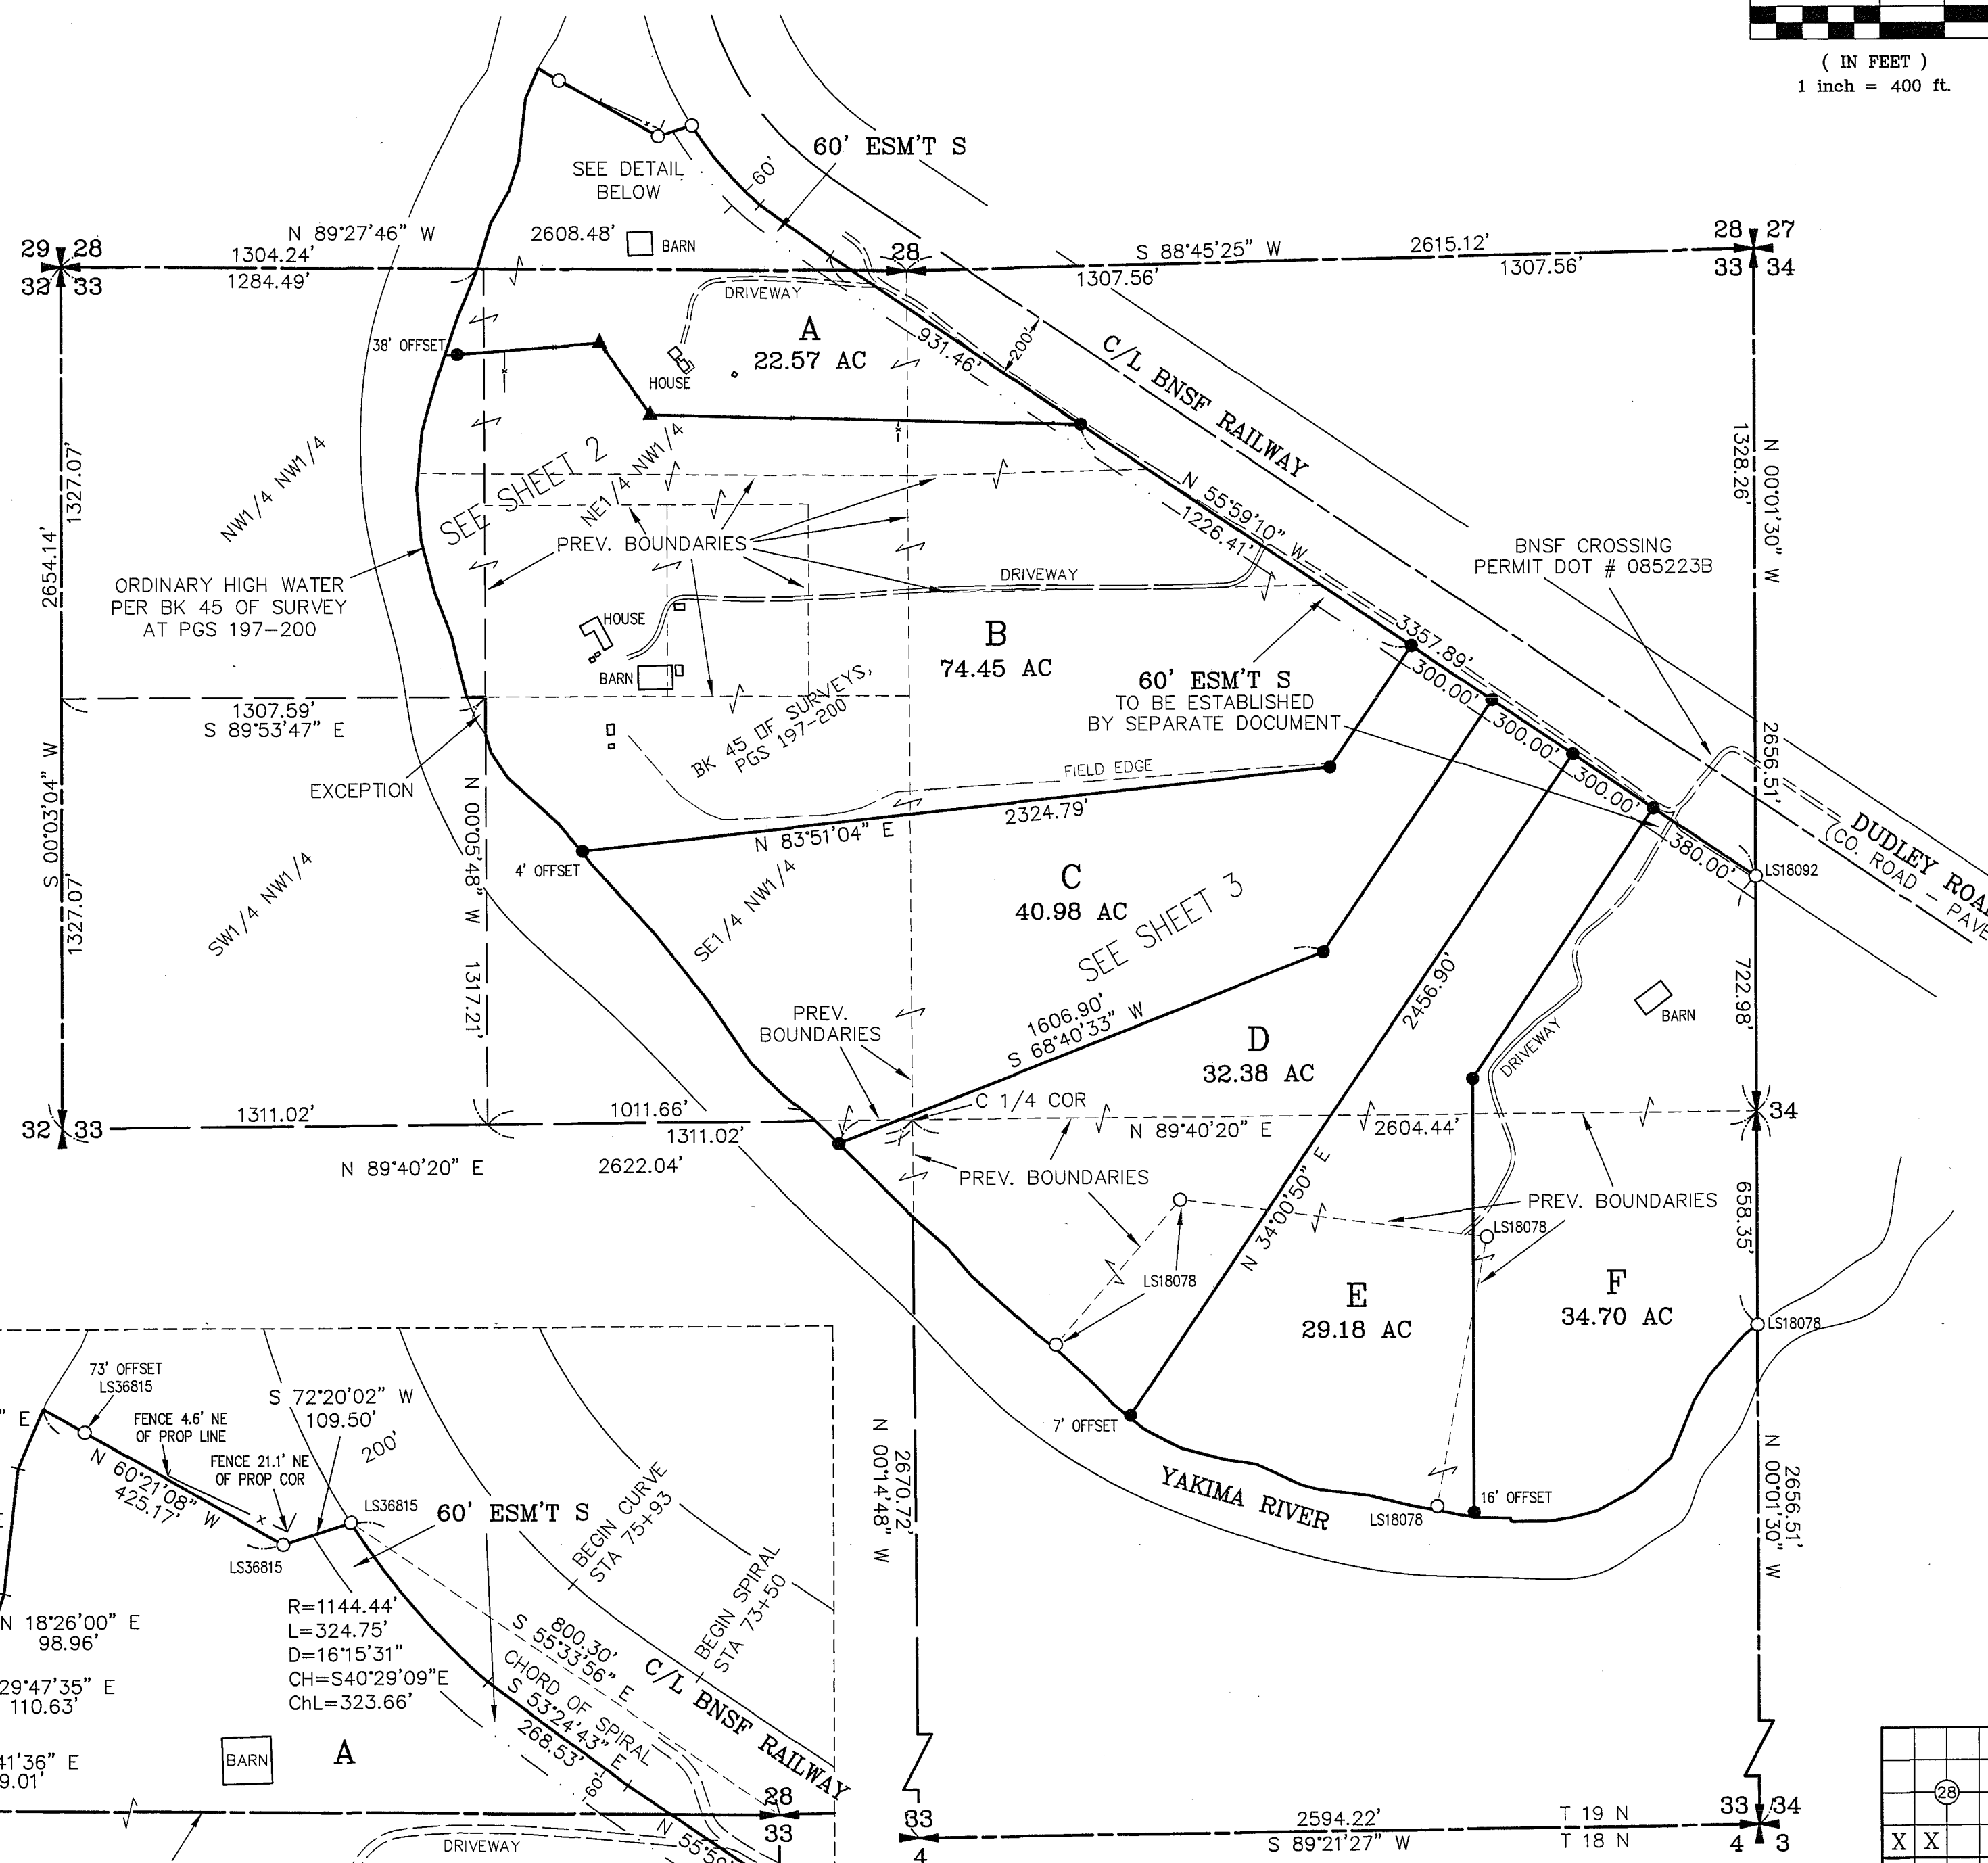 ( IN FEET )
1 inch = 400 ft.
60' ESM'T S
60'
SEE DETAIL
BELOW
N 89°27'46" W
2608.48'
BARN
1304.24'
1284.49'
29 28
32 33
28
S 88°45'25" W
2615.12'
1307.56'
1307.56'
28 27
33 34
DRIVEWAY
38' OFFSET
A
22.57 AC
HOUSE
931.46'
200'
C/L BNSF RAILWAY
1327.07'
2654.14'
NW1/4 NW1/4
SEE SHEET 2
NE1/4 NW1/4
PREV. BOUNDARIES
N 55°59'10" W
1226.41'
1328.26'
N 00°01'30" W
BNSF CROSSING
PERMIT DOT # 085223B
ORDINARY HIGH WATER
PER BK 45 OF SURVEY
AT PGS 197-200
DRIVEWAY
HOUSE
B
74.45 AC
BARN
3357.89'
300.00'
300.00'
300.00'
380.00'
60' ESM'T S
TO BE ESTABLISHED
BY SEPARATE DOCUMENT
1307.59'
S 89°53'47" E
BK 45 OF SURVEYS,
PGS 197-200
S 00°03'04" W
EXCEPTION
FIELD EDGE
2324.79'
N 83°51'04" E
2656.51'
DUDLEY ROA
(CO. ROAD - PAVE
LS18092
4' OFFSET
N 00°05'48" W
1317.21'
SW1/4 NW1/4
1327.07'
SE1/4 NW1/4
C
40.98 AC
SEE SHEET 3
2456.90'
722.98'
BARN
DRIVEWAY
PREV.
BOUNDARIES
1606.90'
S 68°40'33" W
D
32.38 AC
C 1/4 COR
32 33
1311.02'
1011.66'
1311.02'
N 89°40'20" E
2622.04'
N 89°40'20" E
2604.44'
34
PREV. BOUNDARIES
PREV. BOUNDARIES
N 34°00'50" E
LS18078
LS18078
658.35'
E
29.18 AC
F
34.70 AC
LS18078
7' OFFSET
YAKIMA RIVER
16' OFFSET
LS18078
N 00°14'48" W
2670.72'
N 00°01'30" W
2656.51'
73' OFFSET
LS36815
" E
FENCE 4.6' NE
OF PROP LINE
S 72°20'02" W
109.50'
200'
FENCE 21.1' NE
OF PROP COR
N 60°21'08" W
425.17'
LS36815
LS36815
60' ESM'T S
BEGIN CURVE
STA 75+93
BEGIN SPIRAL
STA 73+50
N 18°26'00" E
98.96'
R=1144.44'
L=324.75'
D=16°15'31"
CH=S40°29'09"E
ChL=323.66'
29°47'35" E
110.63'
800.30'
S 55°33'56" E
CHORD OF SPIRAL
S 53°24'43" E
268.53'
C/L BNSF RAILWAY
60'
BARN
A
41'36" E
9.01'
28
33
DRIVEWAY
N 55°59
33
4
2594.22'
S 89°21'27" W
T 19 N
T 18 N
33 34
4 3
28
X X